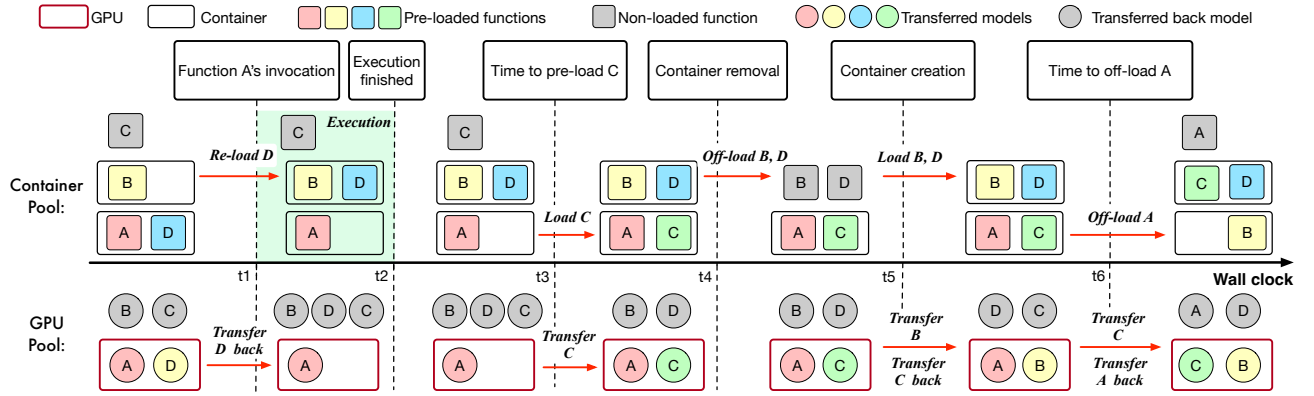 GPU Container Pre-loaded functions Non-loaded function Transferred models Transferred back model
Function A's invocation
Execution
finished
Time to pre-load C
Container removal
Container creation
Time to off-load A
Container
Pool:
C
B
A D
Re-load D
Execution
C
B D
A
C
B D
A
Load C
B D
A C
Off-load B, D
B D
A C
Load B, D
B D
A C
Off-load A
A
C D
B
t1 t2 t3 t4 t5 t6
Wall clock
GPU
Pool:
B C
A D
Transfer
D back
B D C
A
B D C
A
Transfer
C
B D
A C
B D
A C
Transfer
B
Transfer
C back
D C
A B
Transfer
C
Transfer
A back
A D
C B